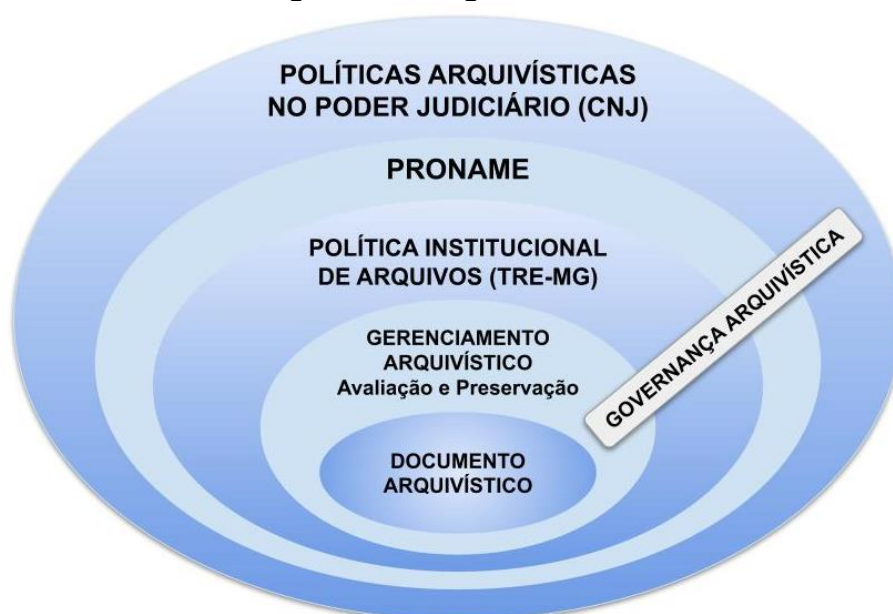 POLÍTICAS ARQUIVÍSTICAS
NO PODER JUDICIÁRIO (CNJ)
PRONAME
POLÍTICA INSTITUCIONAL
DE ARQUIVOS (TRE-MG)
GERENCIAMENTO
ARQUIVÍSTICO
Avaliação e Preservação
DOCUMENTO
ARQUIVÍSTICO
GOVERNANÇA ARQUIVÍSTICA